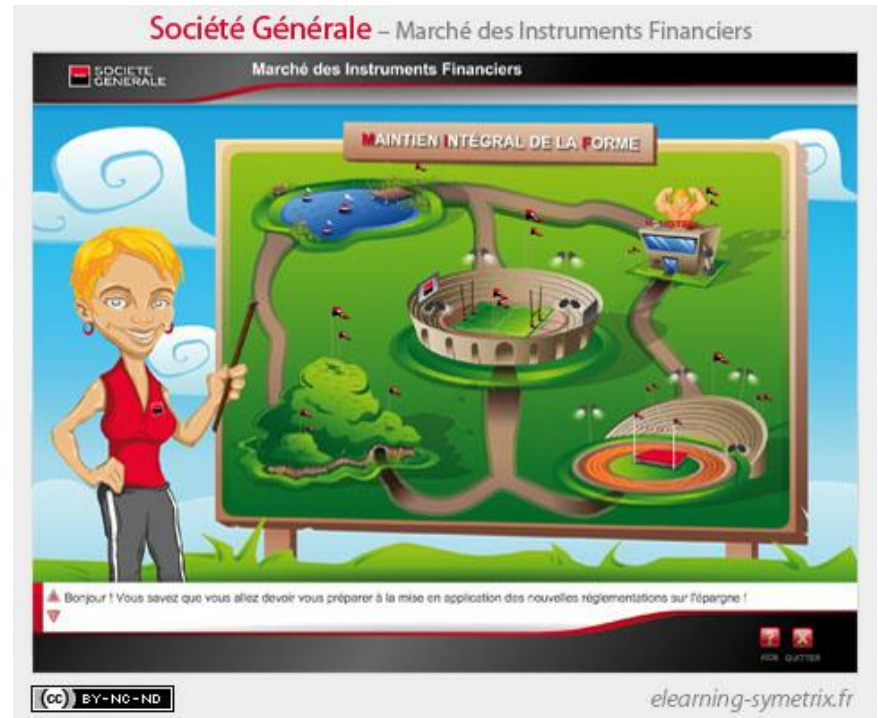 Société Générale – Marché des Instruments Financiers
SOCIETE
GENERALE
Marché des Instruments Financiers
MAINTIEN INTÉGRAL DE LA FORME
Bonjour ! Vous savez que vous allez devoir vous préparer à la mise en application des nouvelles réglementations sur l'épargne !
AIDE QUITTER
(cc) BY-NC-ND
elearning-symetrix.fr